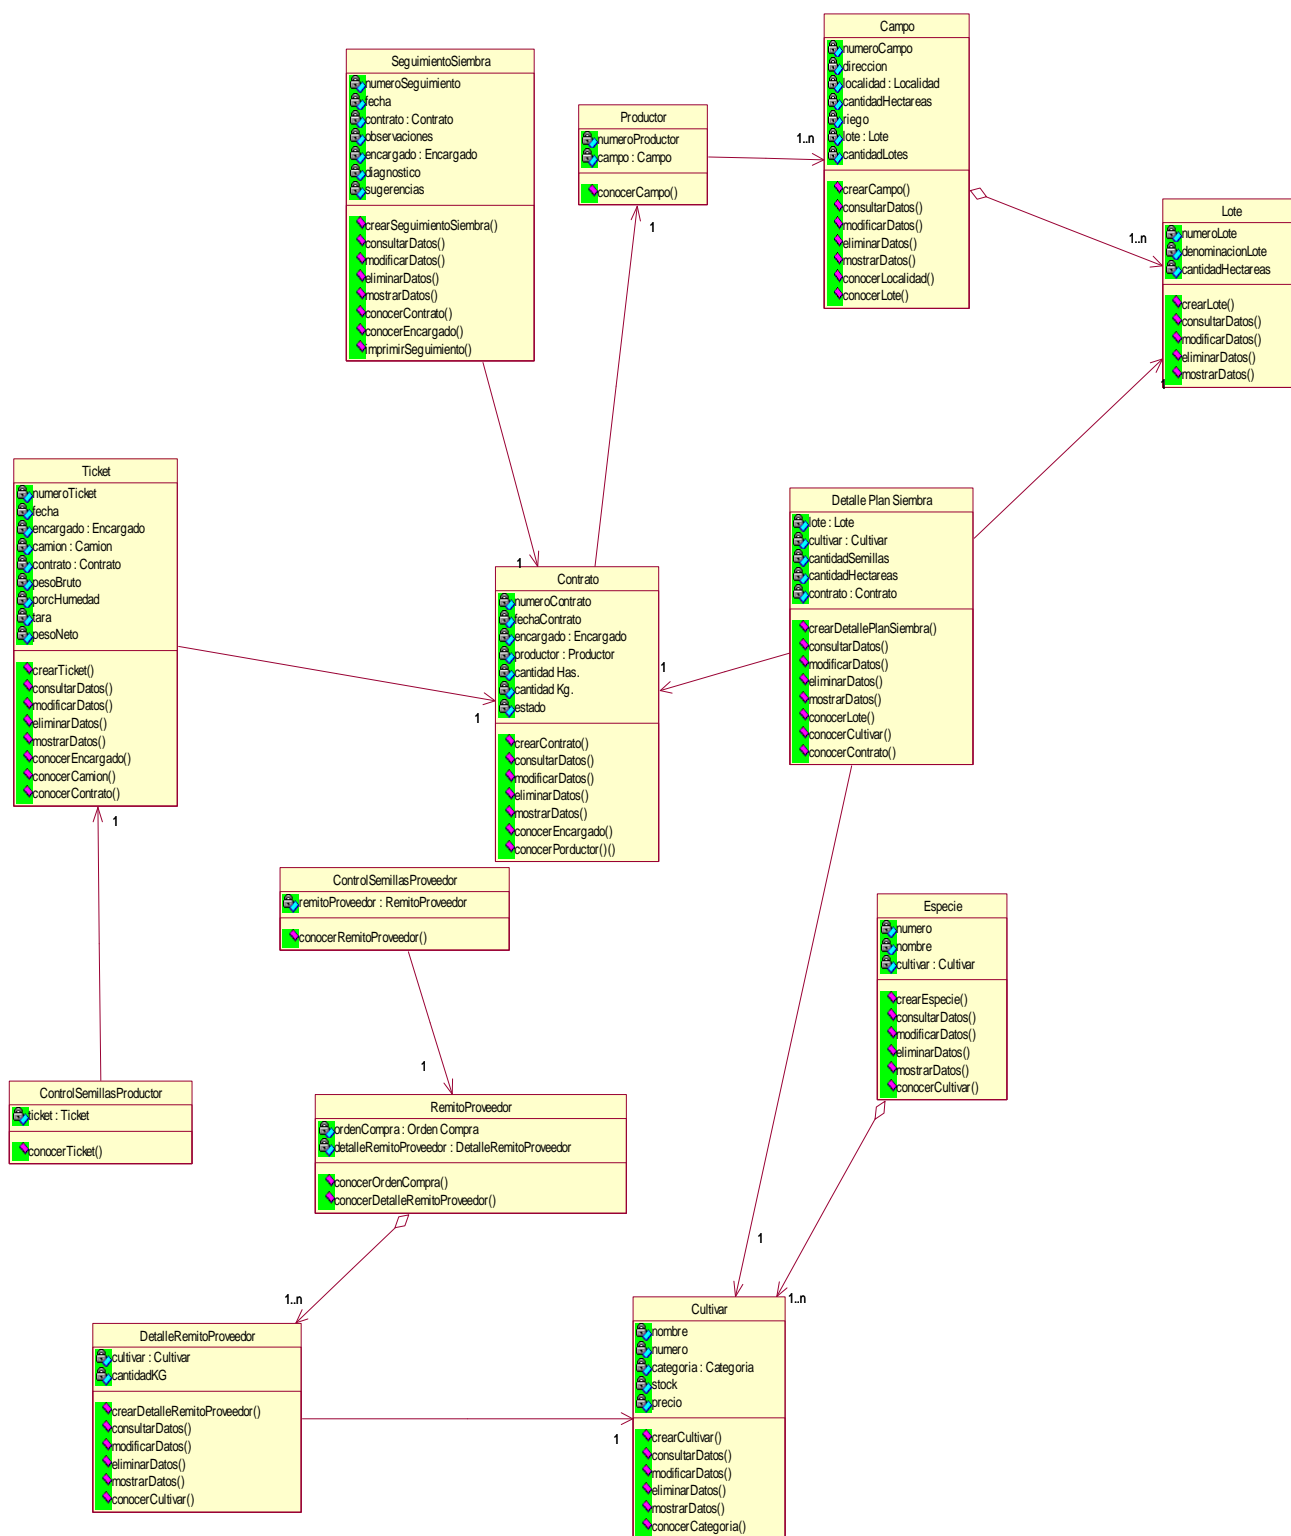 Campo
numeroCampo
direccion
localidad : Localidad
cantidadHectareas
riego
lote : Lote
cantidadLotes
crearCampo()
consultarDatos()
modificarDatos()
eliminarDatos()
mostrarDatos()
conocerLocalidad()
conocerLote()
SeguimientoSiembra
numeroSeguimiento
fecha
contrato : Contrato
observaciones
encargado : Encargado
diagnostico
sugerencias
crearSeguimientoSiembra()
consultarDatos()
modificarDatos()
eliminarDatos()
mostrarDatos()
conocerContrato()
conocerEncargado()
imprimirSeguimiento()
Productor
numeroProductor
campo : Campo
conocerCampo()
1..n
1
1..n
Lote
numeroLote
denominacionLote
cantidadHectareas
crearLote()
consultarDatos()
modificarDatos()
eliminarDatos()
mostrarDatos()
1
Ticket
numeroTicket
fecha
encargado : Encargado
camion : Camion
contrato : Contrato
pesoBruto
porcHumedad
tara
pesoNeto
crearTicket()
consultarDatos()
modificarDatos()
eliminarDatos()
mostrarDatos()
conocerEncargado()
conocerCamion()
conocerContrato()
1
1
1
1
Contrato
numeroContrato
fechaContrato
encargado : Encargado
productor : Productor
cantidad Has.
cantidad Kg.
estado
crearContrato()
consultarDatos()
modificarDatos()
eliminarDatos()
mostrarDatos()
conocerEncargado()
conocerPorductor()()
Detalle Plan Siembra
lote : Lote
cultivar : Cultivar
cantidadSemillas
cantidadHectareas
contrato : Contrato
crearDetallePlanSiembra()
consultarDatos()
modificarDatos()
eliminarDatos()
mostrarDatos()
conocerLote()
conocerCultivar()
conocerContrato()
ControlSemillasProveedor
remitoProveedor : RemitoProveedor
conocerRemitoProveedor()
1
Especie
numero
nombre
cultivar : Cultivar
crearEspecie()
consultarDatos()
modificarDatos()
eliminarDatos()
mostrarDatos()
conocerCultivar()
ControlSemillasProductor
ticket : Ticket
conocerTicket()
RemitoProveedor
ordenCompra : Orden Compra
detalleRemitoProveedor : DetalleRemitoProveedor
conocerOrdenCompra()
conocerDetalleRemitoProveedor()
1
1..n
1..n
DetalleRemitoProveedor
cultivar : Cultivar
cantidadKG
crearDetalleRemitoProveedor()
consultarDatos()
modificarDatos()
eliminarDatos()
mostrarDatos()
conocerCultivar()
1
Cultivar
nombre
numero
categoria : Categoria
stock
precio
crearCultivar()
consultarDatos()
modificarDatos()
eliminarDatos()
mostrarDatos()
conocerCategoria()